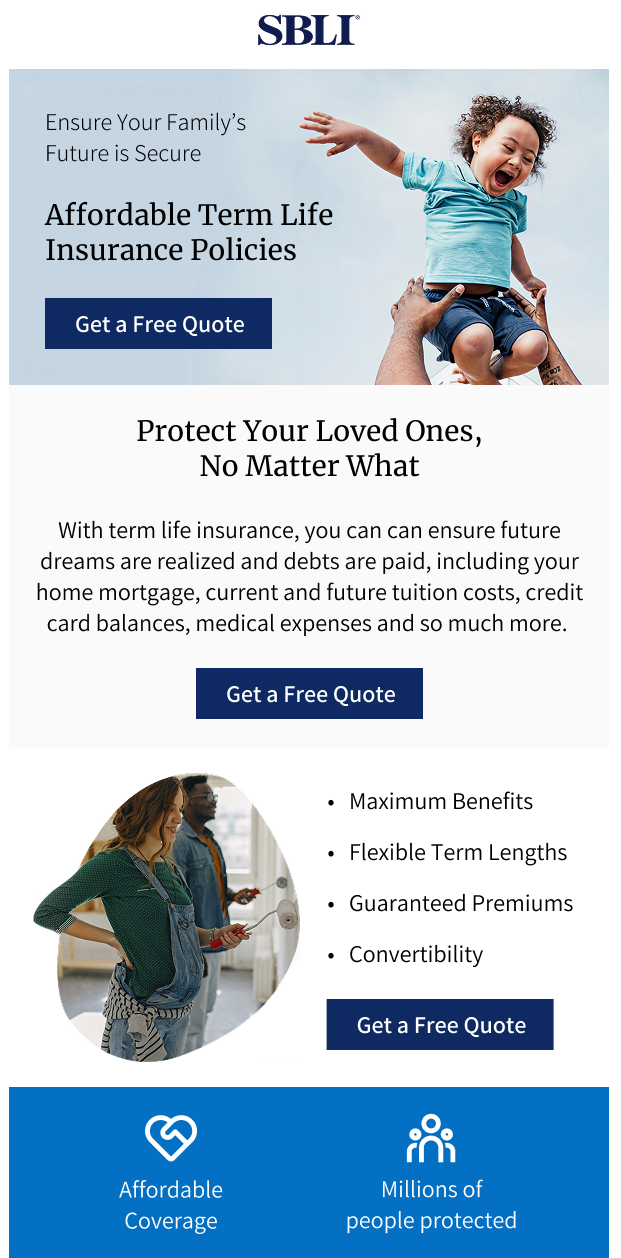 SBLI®
Ensure Your Family’s
Future is Secure
Affordable Term Life
Insurance Policies
Get a Free Quote
Protect Your Loved Ones,
No Matter What
With term life insurance, you can can ensure future
dreams are realized and debts are paid, including your
home mortgage, current and future tuition costs, credit
card balances, medical expenses and so much more.
Get a Free Quote
• Maximum Benefits
• Flexible Term Lengths
• Guaranteed Premiums
• Convertibility
Get a Free Quote
Affordable
Coverage
Millions of
people protected